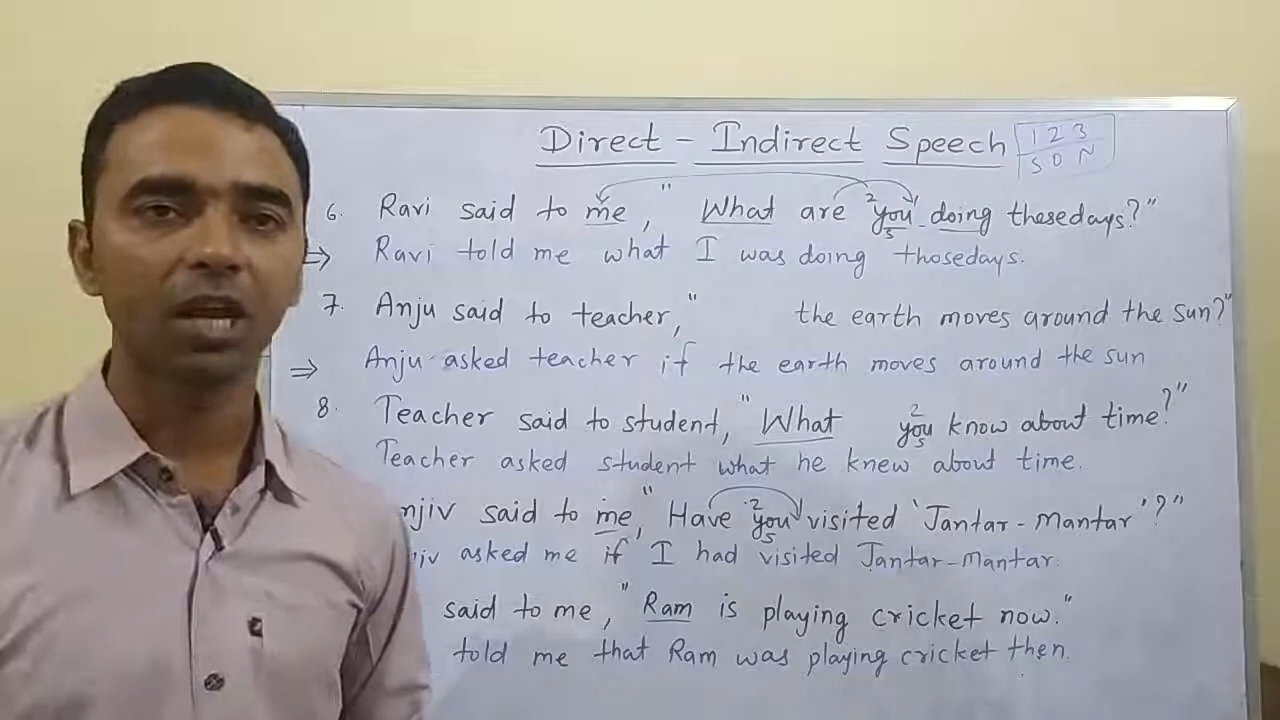 Direct - Indirect Speech
1 2 3
S O N
6. Ravi said to me, " What are you doing thesedays?"
⇒ Ravi told me what I was doing thosedays.
7. Anju said to teacher," the earth moves around the sun?"
⇒ Anju asked teacher if the earth moves around the sun
8. Teacher said to student, "What you know about time?"
Teacher asked student what he knew about time.
njiv said to me, "Have you visited 'Jantar-Mantar'?"
iv asked me if I had visited Jantar-Mantar.
said to me, "Ram is playing cricket now."
told me that Ram was playing cricket then.